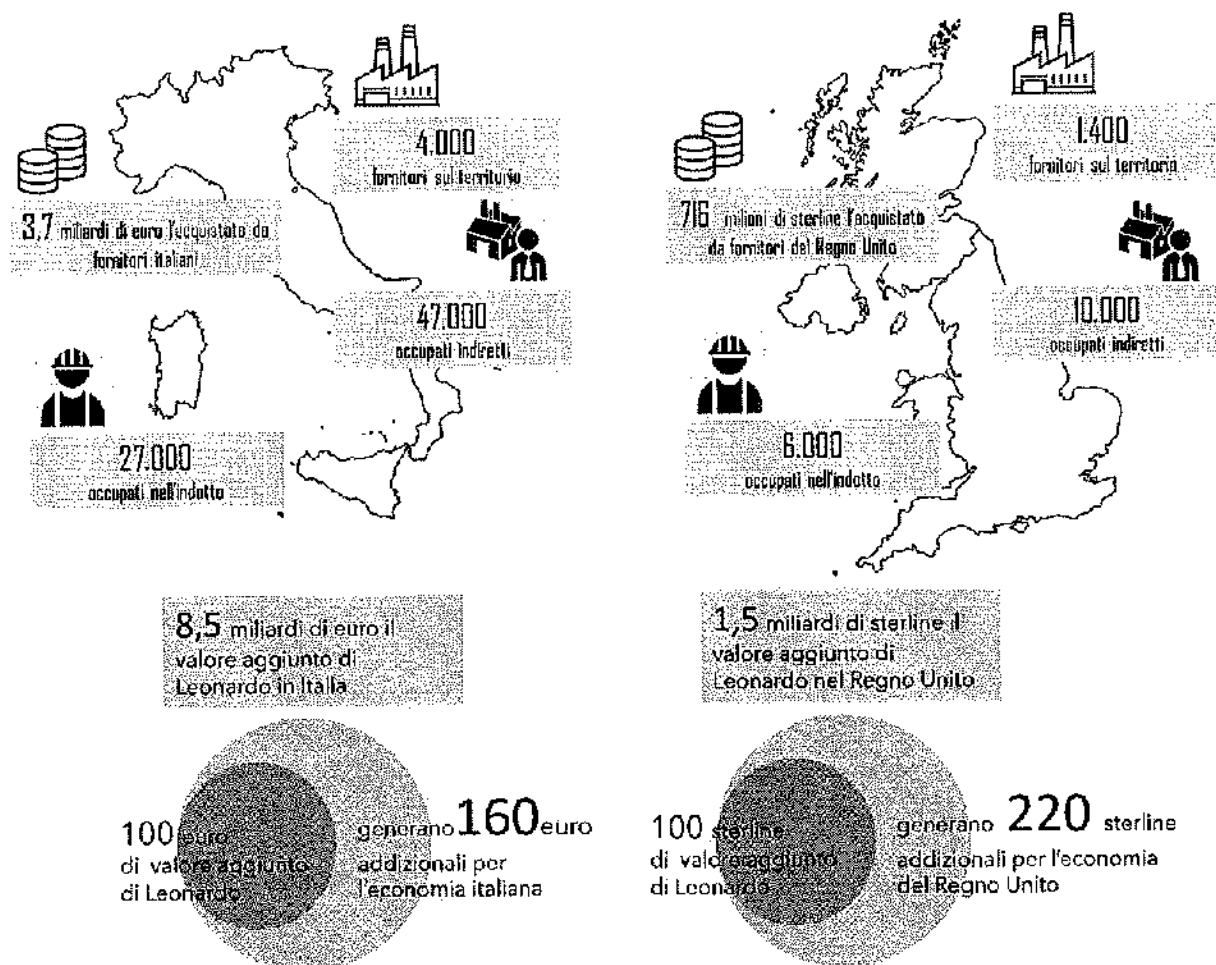 4.000
fornitori sul territorio
3,7 miliardi di euro l'acquistato da
fornitori italiani
47.000
occupati indiretti
27.000
occupati nell'indotto
8,5 miliardi di euro il
valore aggiunto di
Leonardo in Italia
100 euro
di valore aggiunto
di Leonardo
generano 160 euro
addizionali per
l'economia italiana
1.400
fornitori sul territorio
716 milioni di sterline l'acquistato
da fornitori del Regno Unito
10.000
occupati indiretti
6.000
occupati nell'indotto
1,5 miliardi di sterline il
valore aggiunto di
Leonardo nel Regno Unito
100 sterline
di valore aggiunto
di Leonardo
generano 220 sterline
addizionali per l'economia
del Regno Unito